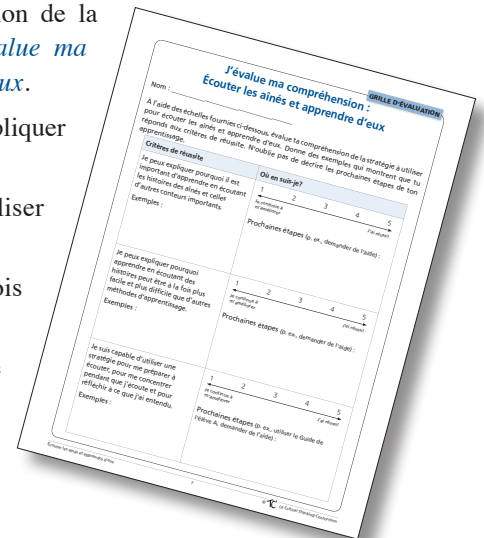 on de la
alue ma
ux.
pliquer
liser
ois
GRILLE D'ÉVALUATION
J'évalue ma compréhension :
Écouter les aînés et apprendre d'eux
Nom :
À l'aide des échelles fournies ci-dessous, évalue ta compréhension de la stratégie à utiliser
pour écouter les aînés et apprendre d'eux. Donne des exemples qui montrent que tu
réponds aux critères de réussite. N'oublie pas de décrire les prochaines étapes de ton
apprentissage.
Critères de réussite
Où en suis-je?
Je peux expliquer pourquoi il est
important d'apprendre en écoutant
les histoires des aînés et celles
d'autres conteurs importants.
Exemples :
1 2 3 4 5
Je continue à
m'améliorer
J'ai réussi!
Prochaines étapes (p. ex., demander de l'aide) :
Je peux expliquer pourquoi
apprendre en écoutant des
histoires peut être à la fois plus
facile et plus difficile que d'autres
méthodes d'apprentissage.
Exemples :
1 2 3 4 5
Je continue à
m'améliorer
J'ai réussi!
Prochaines étapes (p. ex., demander de l'aide) :
Je suis capable d'utiliser une
stratégie pour me préparer à
écouter, pour me concentrer
pendant que j'écoute et pour
réfléchir à ce que j'ai entendu.
Exemples :
1 2 3 4 5
Je continue à
m'améliorer
J'ai réussi!
Prochaines étapes (p. ex., utiliser le Guide de
l'élève A, demander de l'aide) :
Écouter les aînés et apprendre d'eux
7
The Critical Thinking Consortium